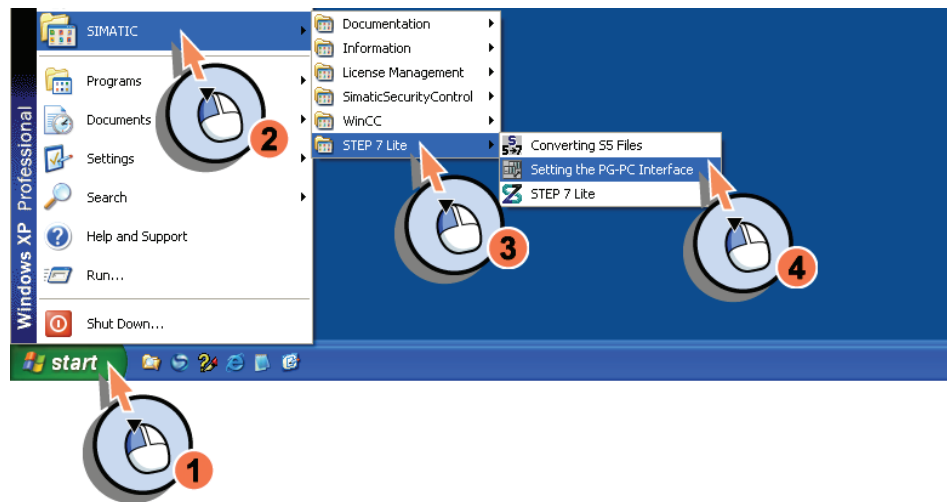 SIMATIC
Programs
Documents
Settings
Search
Help and Support
Run...
Shut Down...
Windows XP Professional
Documentation
Information
License Management
SimaticSecurityControl
WinCC
STEP 7 Lite
S
5→7
Converting S5 Files
Setting the PG-PC Interface
STEP 7 Lite
start
1
2
3
4